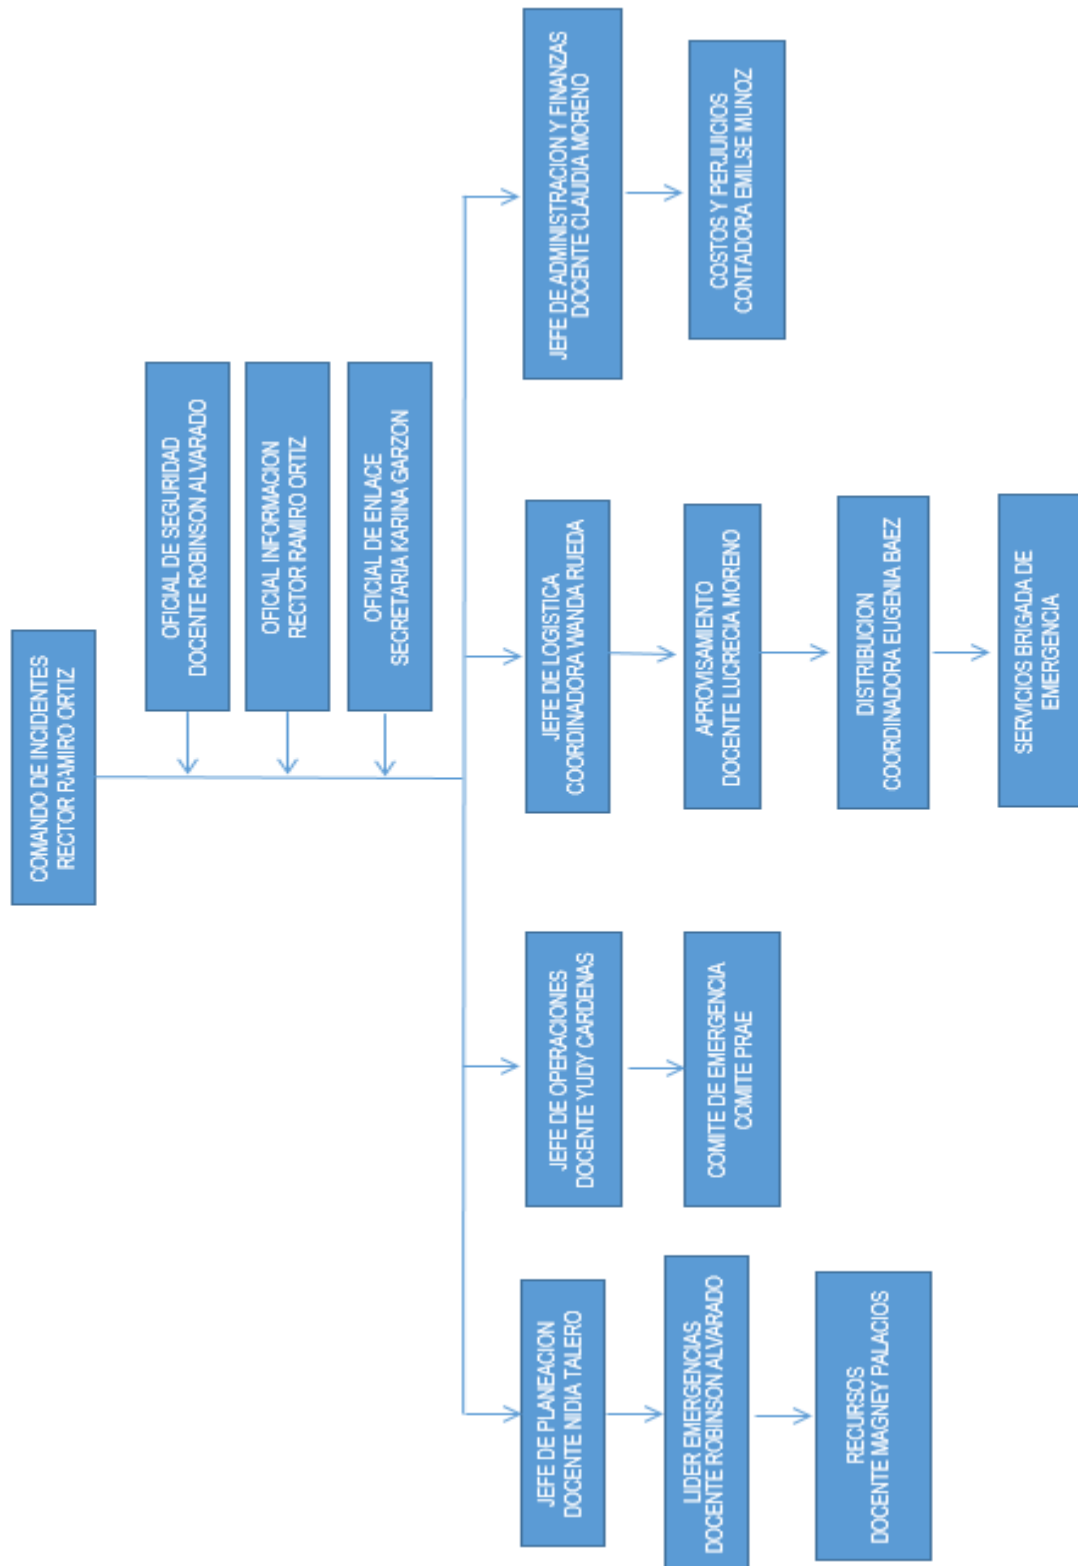 COMANDO DE INCIDENTES
RECTOR RAMIRO ORTIZ
OFICIAL DE SEGURIDAD
DOCENTE ROBINSON ALVARADO
OFICIAL INFORMACION
RECTOR RAMIRO ORTIZ
OFICIAL DE ENLACE
SECRETARIA KARINA GARZON
JEFE DE PLANEACION
DOCENTE NIDIA TALERO
JEFE DE OPERACIONES
DOCENTE YUDY CARDENAS
JEFE DE LOGISTICA
COORDINADORA WANDA RUEDA
JEFE DE ADMINISTRACION Y FINANZAS
DOCENTE CLAUDIA MORENO
LIDER EMERGENCIAS
DOCENTE ROBINSON ALVARADO
COMITE DE EMERGENCIA
COMITE PRAE
APROVISAMIENTO
DOCENTE LUCRECIA MORENO
COSTOS Y PERJUICIOS
CONTADORA EMILSE MUNOZ
RECURSOS
DOCENTE MAGNEY PALACIOS
DISTRIBUCION
COORDINADORA EUGENIA BAEZ
SERVICIOS BRIGADA DE
EMERGENCIA